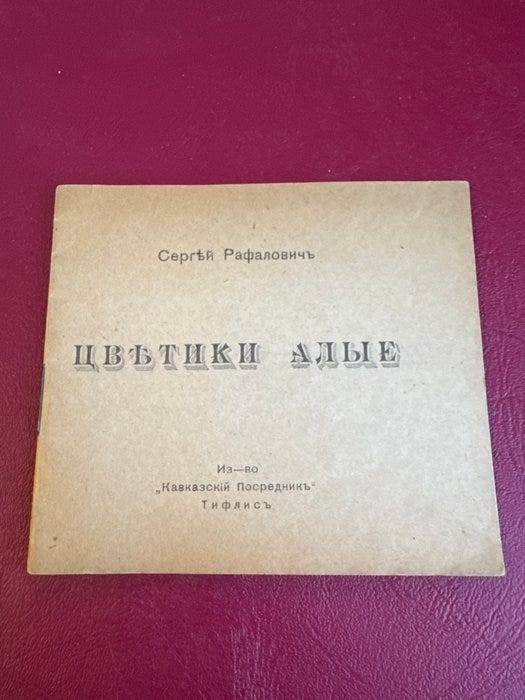 Сергѣй Рафаловичъ
ЦВѢТИКИ АЛЫЕ
Из—во
„Кавказскій Посредникъ“
Тифлисъ